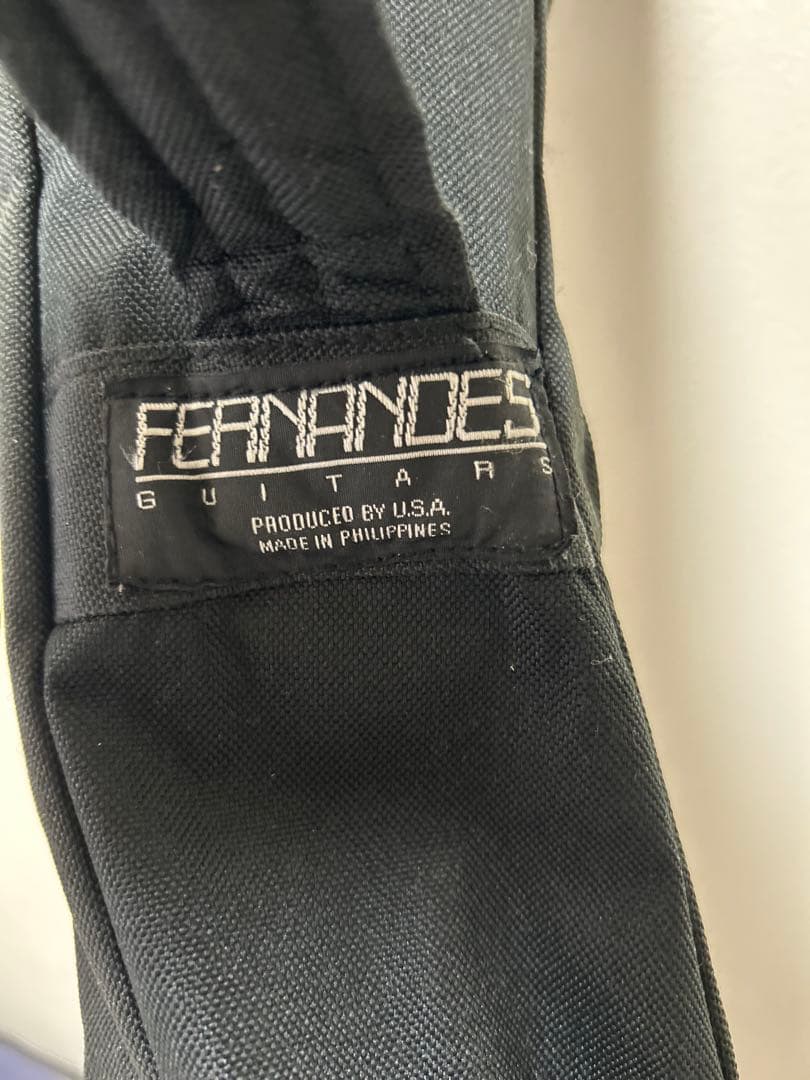 FERNANDES
GUITARS
PRODUCED BY U.S.A.
MADE IN PHILIPPINES